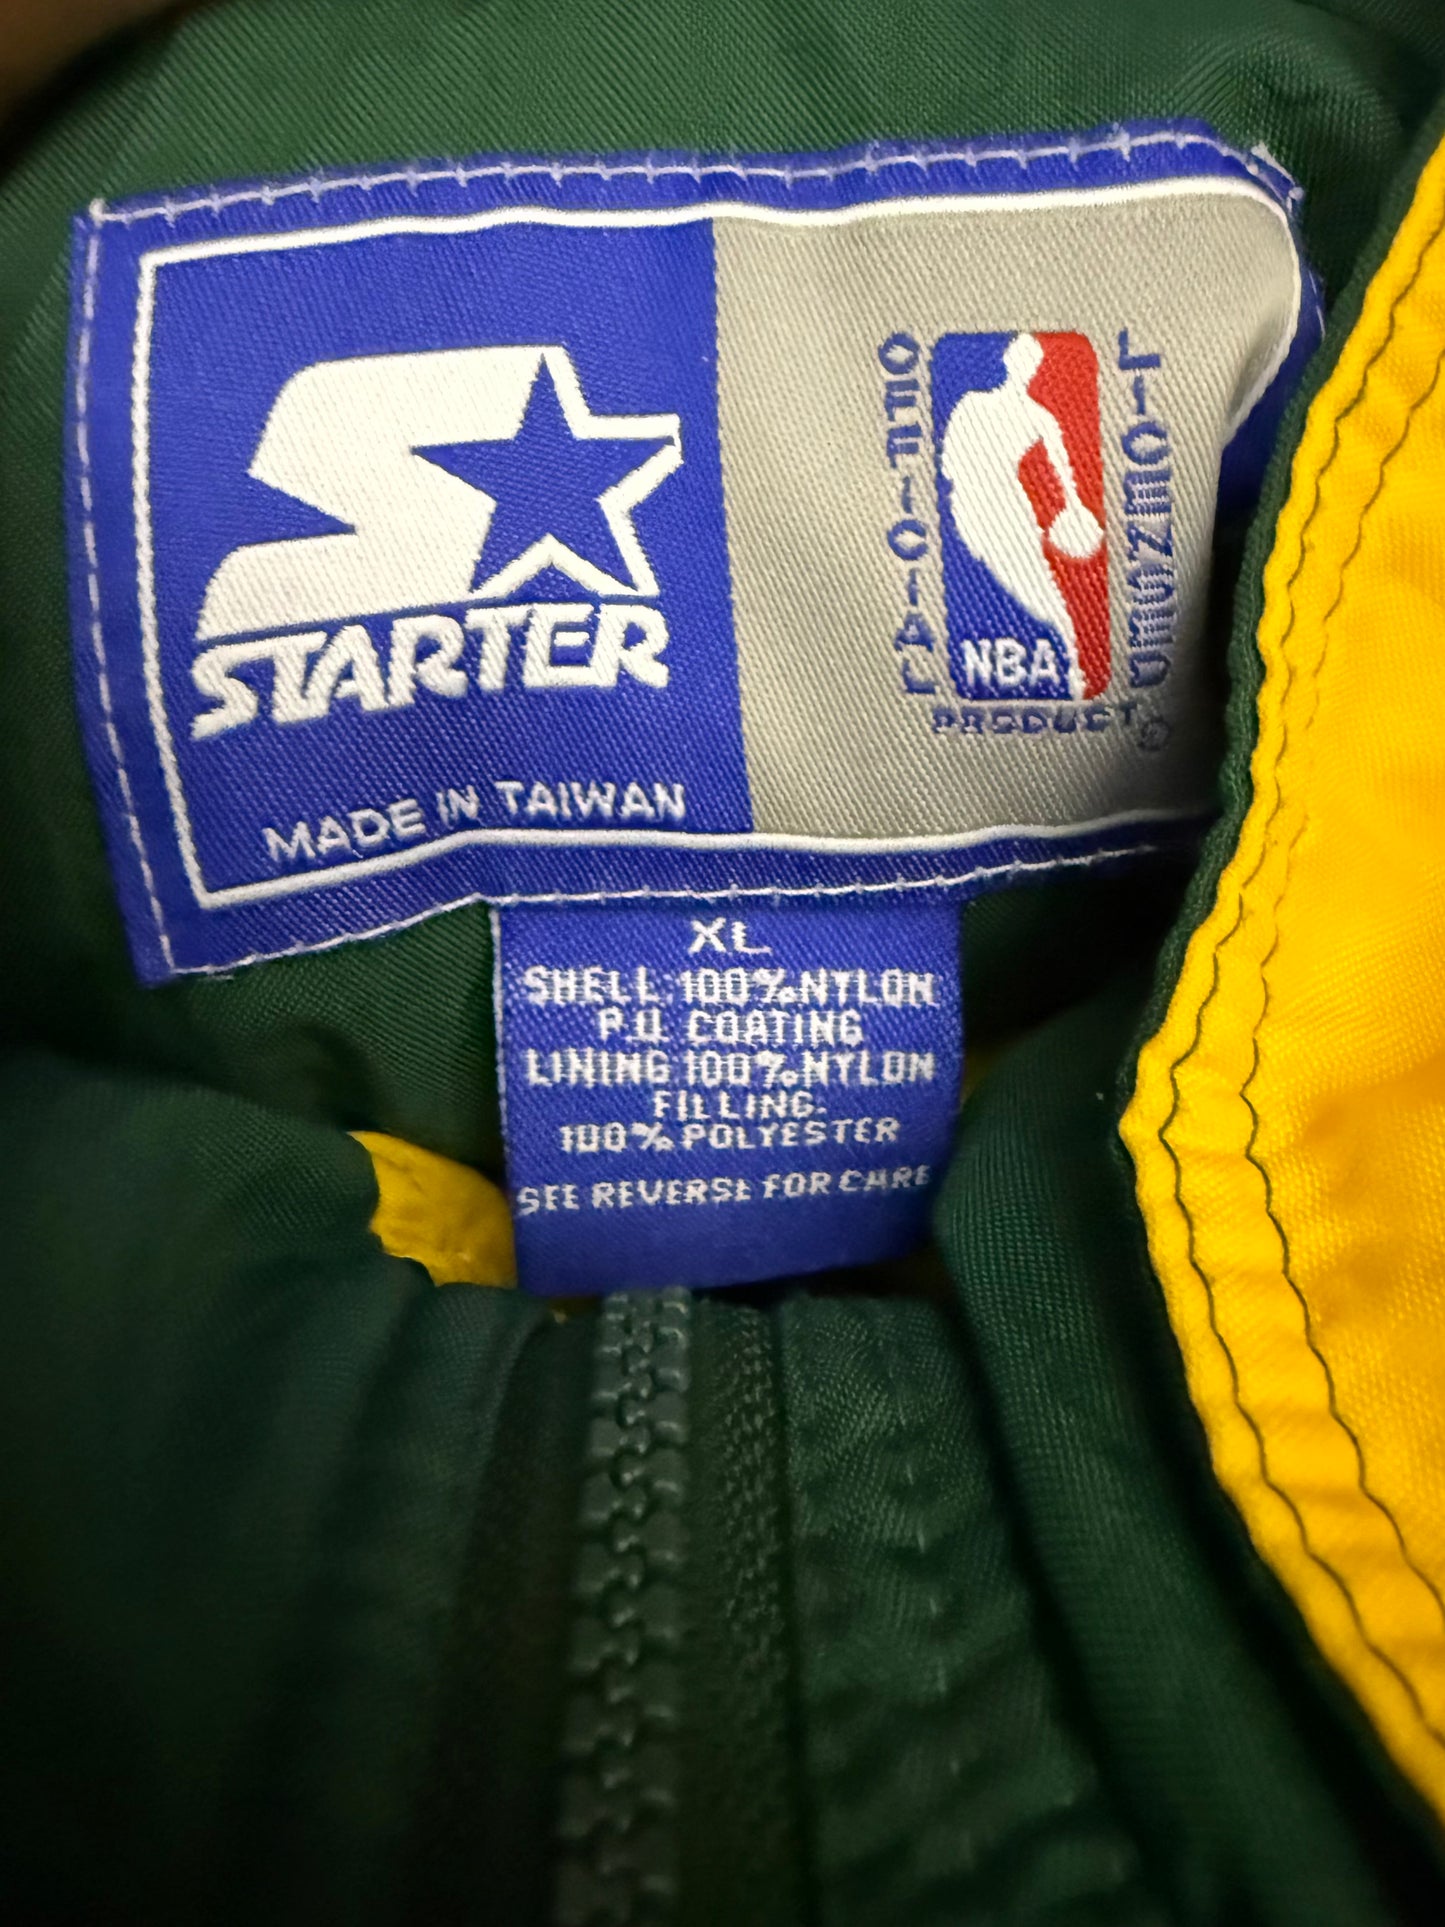 STARTER
MADE IN TAIWAN
OFFICIAL
LICENSED
NBA
PRODUCT®
XL
SHELL: 100% NYLON
P.U. COATING
LINING: 100% NYLON
FILLING:
100% POLYESTER
SEE REVERSE FOR CARE